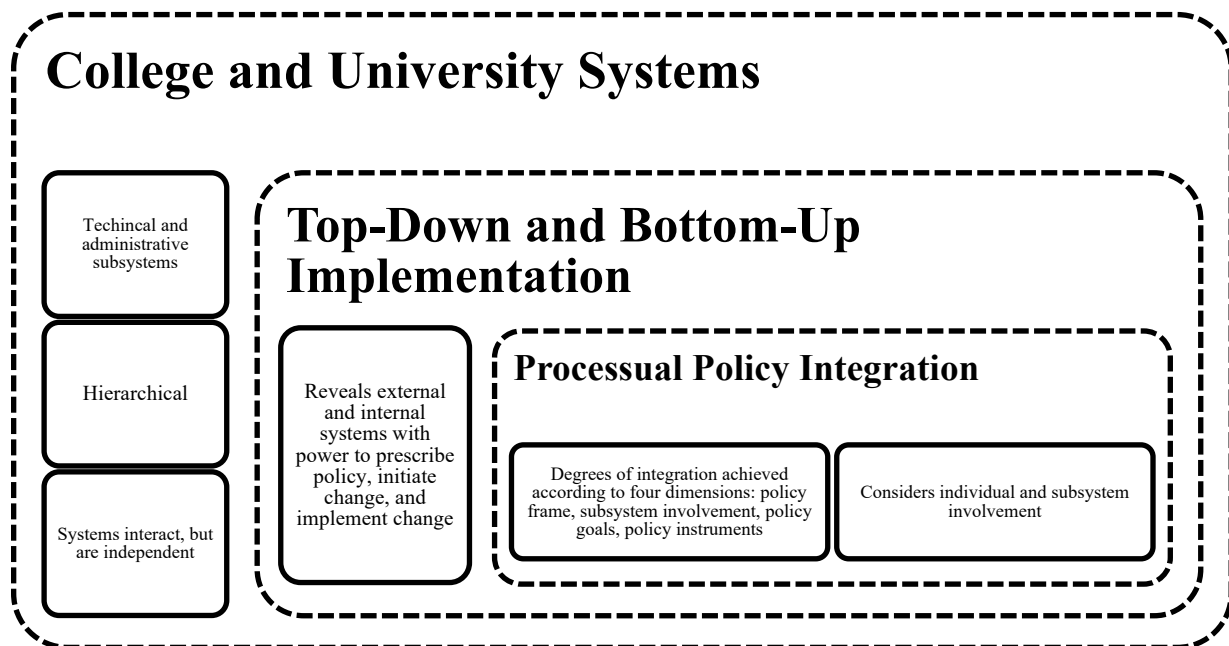 College and University Systems
Techincal and
administrative
subsystems
Hierarchical
Systems interact, but
are independent
Top-Down and Bottom-Up
Implementation
Reveals external
and internal
systems with
power to prescribe
policy, initiate
change, and
implement change
Processual Policy Integration
Degrees of integration achieved
according to four dimensions: policy
frame, subsystem involvement, policy
goals, policy instruments
Considers individual and subsystem
involvement